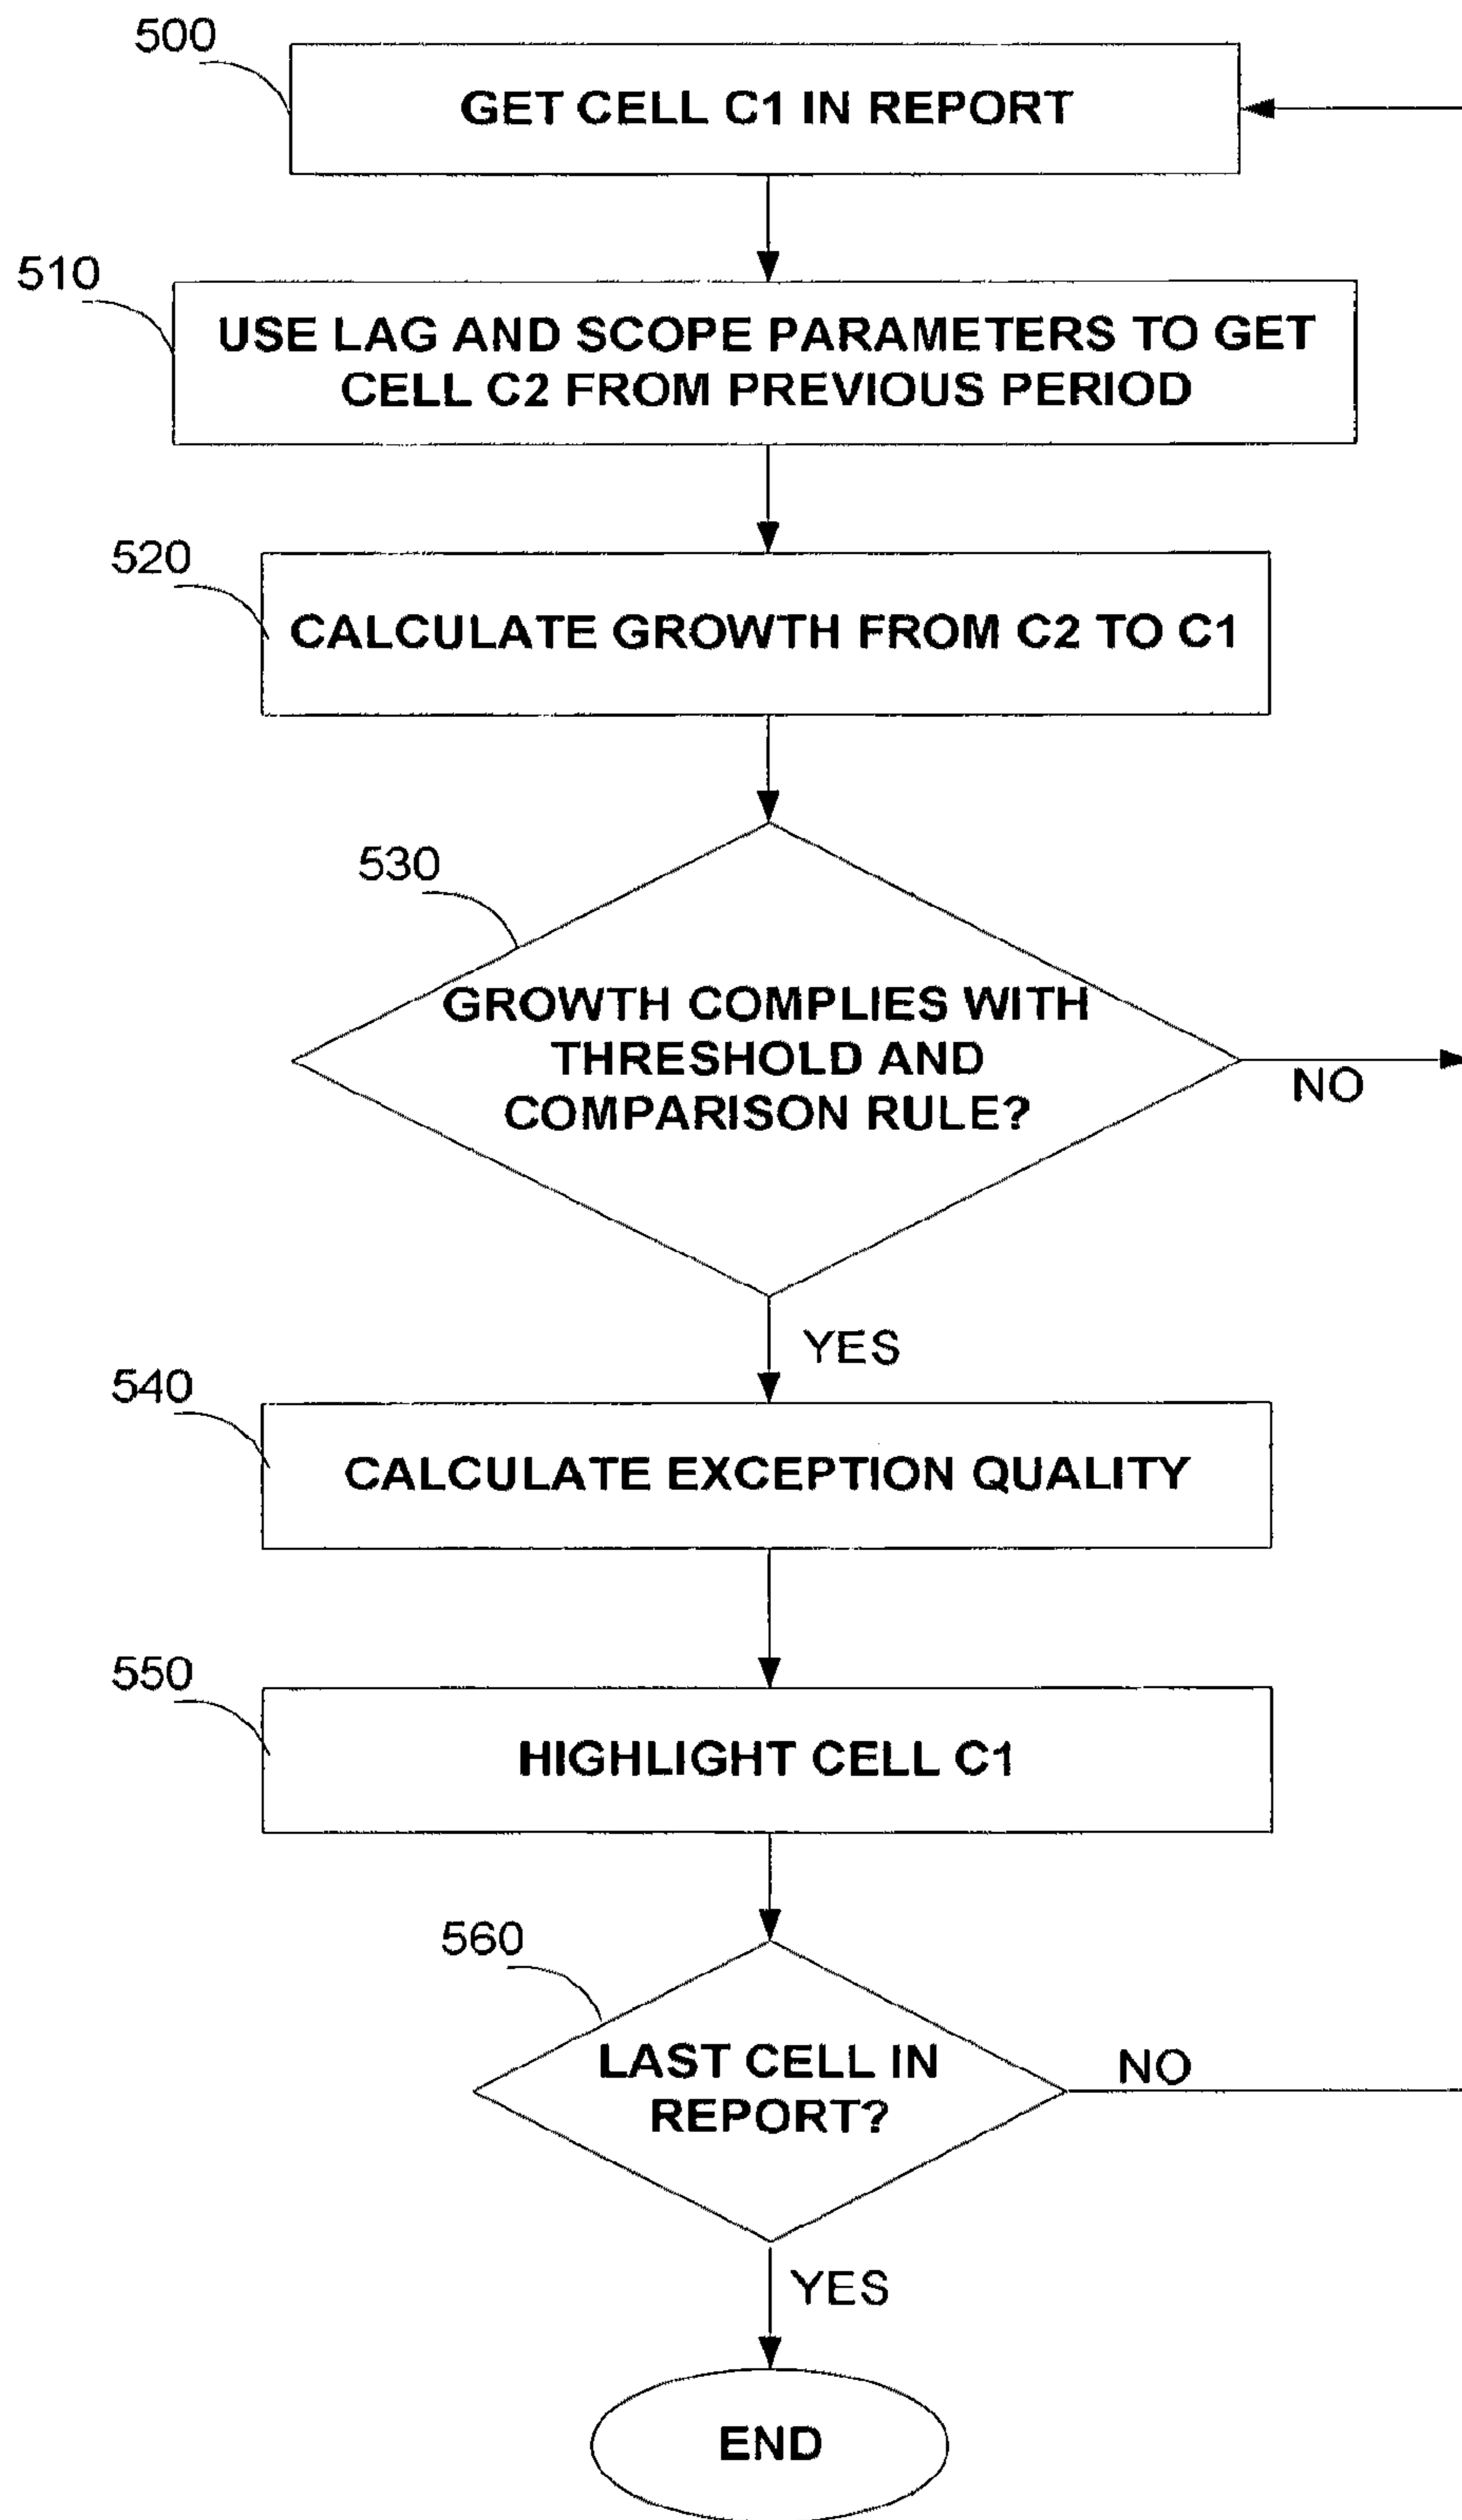 500
GET CELL C1 IN REPORT
510
USE LAG AND SCOPE PARAMETERS TO GET
CELL C2 FROM PREVIOUS PERIOD
520
CALCULATE GROWTH FROM C2 TO C1
530
GROWTH COMPLIES WITH
THRESHOLD AND
COMPARISON RULE?
NO
YES
540
CALCULATE EXCEPTION QUALITY
550
HIGHLIGHT CELL C1
560
LAST CELL IN
REPORT?
NO
YES
END